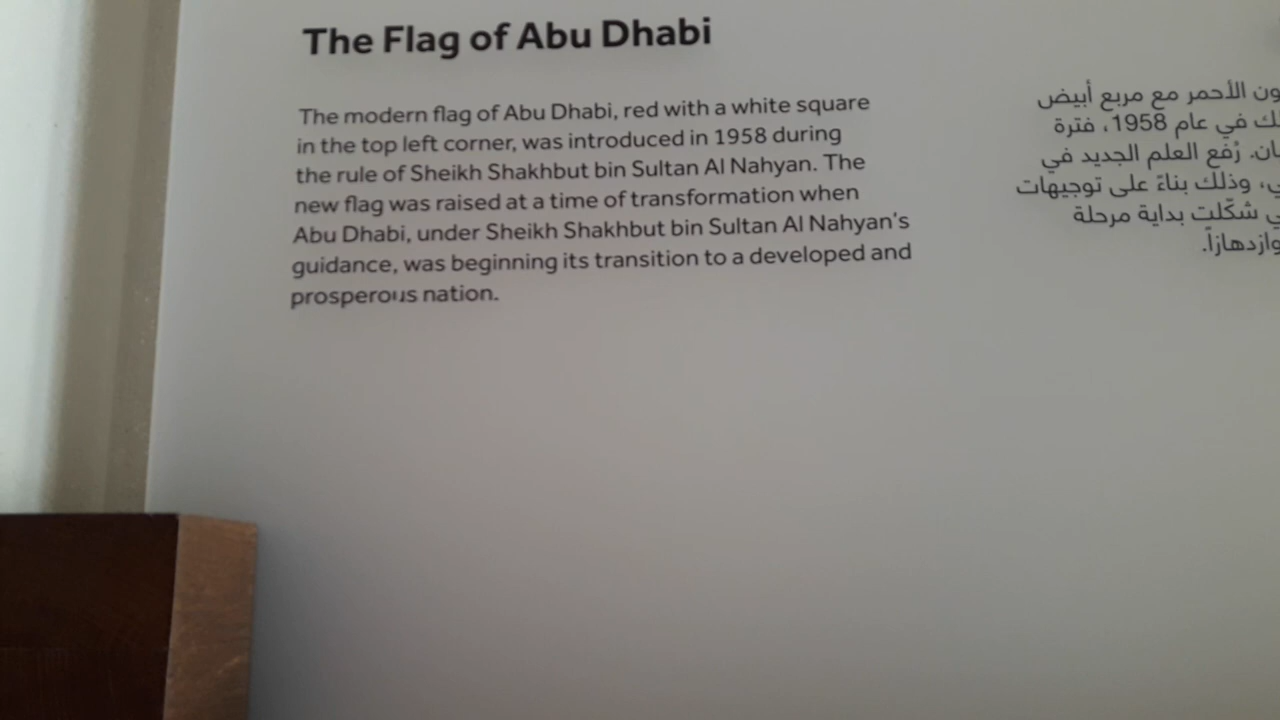 The Flag of Abu Dhabi
The modern flag of Abu Dhabi, red with a white square
in the top left corner, was introduced in 1958 during
the rule of Sheikh Shakhbut bin Sultan Al Nahyan. The
new flag was raised at a time of transformation when
Abu Dhabi, under Sheikh Shakhbut bin Sultan Al Nahyan's
guidance, was beginning its transition to a developed and
prosperous nation.
الأحمر مع مربع أبيض
في عام 1958، فترة
رُفع العلم الجديد في
وذلك بناءً على توجيهات
شكّلت بداية مرحلة